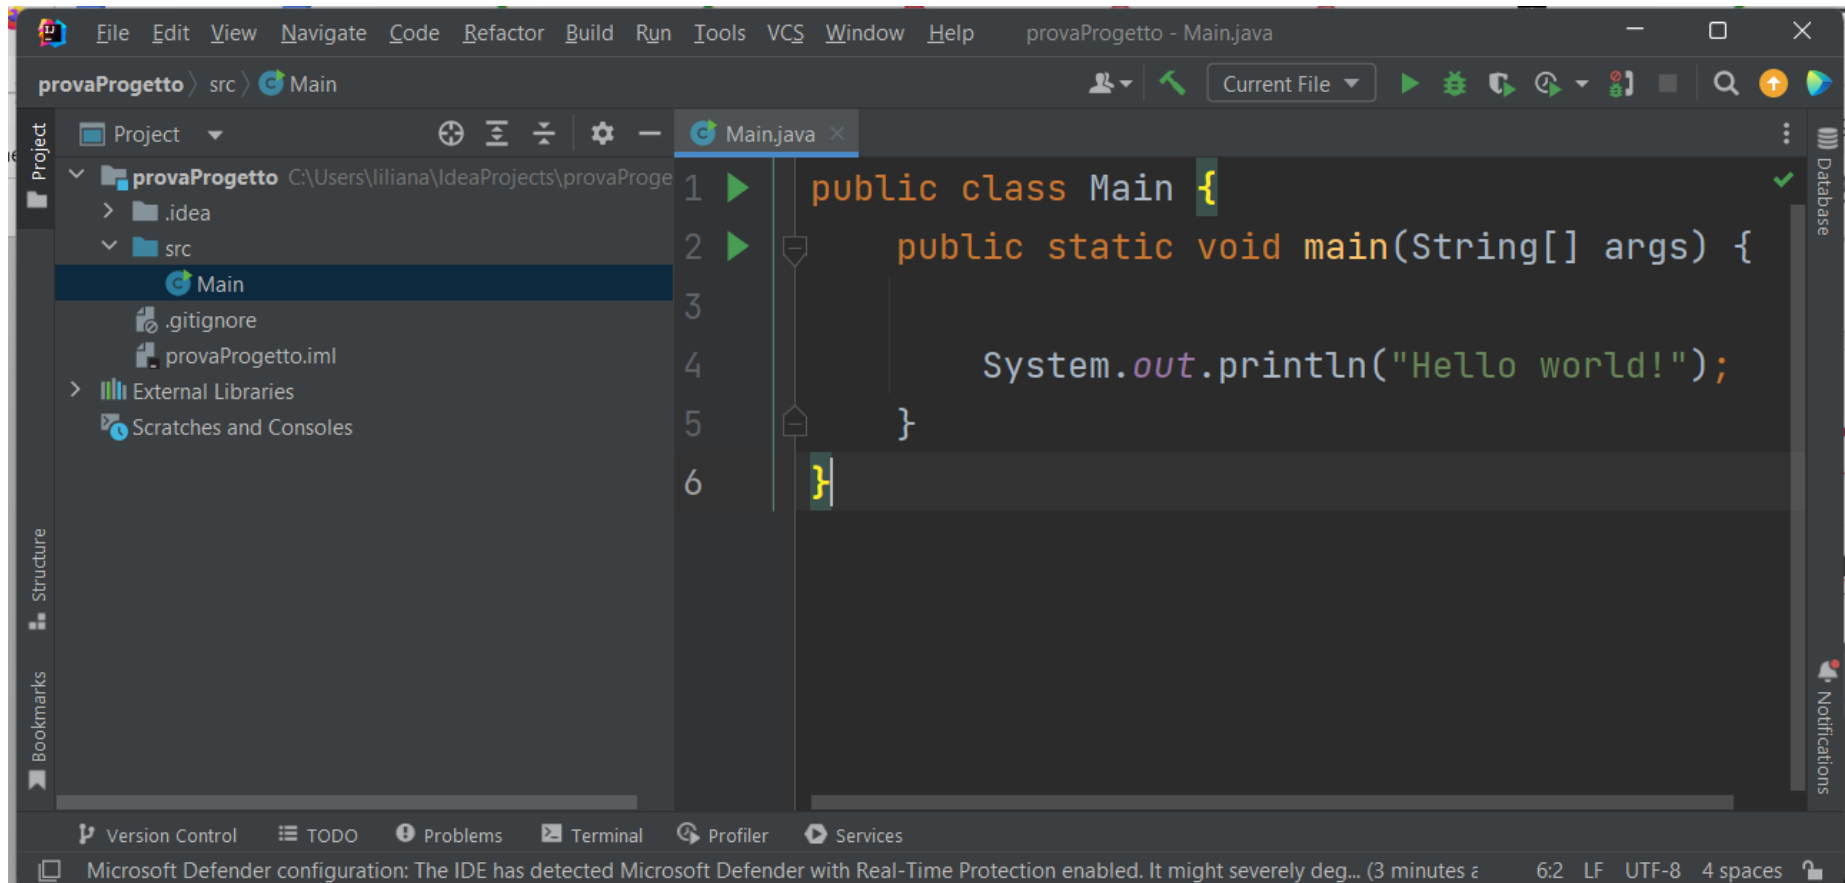 File Edit View Navigate Code Refactor Build Run Tools VCS Window Help provaProgetto - Main.java
provaProgetto src Main Current File
Project Main.java
Project
Structure
Bookmarks
provaProgetto C:\Users\liliana\IdeaProjects\provaProge
.idea
src
Main
.gitignore
provaProgetto.iml
External Libraries
Scratches and Consoles
1 public class Main {
2 public static void main(String[] args) {
3
4 System.out.println("Hello world!");
5 }
6 }
Database
Notifications
Version Control TODO Problems Terminal Profiler Services
Microsoft Defender configuration: The IDE has detected Microsoft Defender with Real-Time Protection enabled. It might severely deg... (3 minutes a 6:2 LF UTF-8 4 spaces